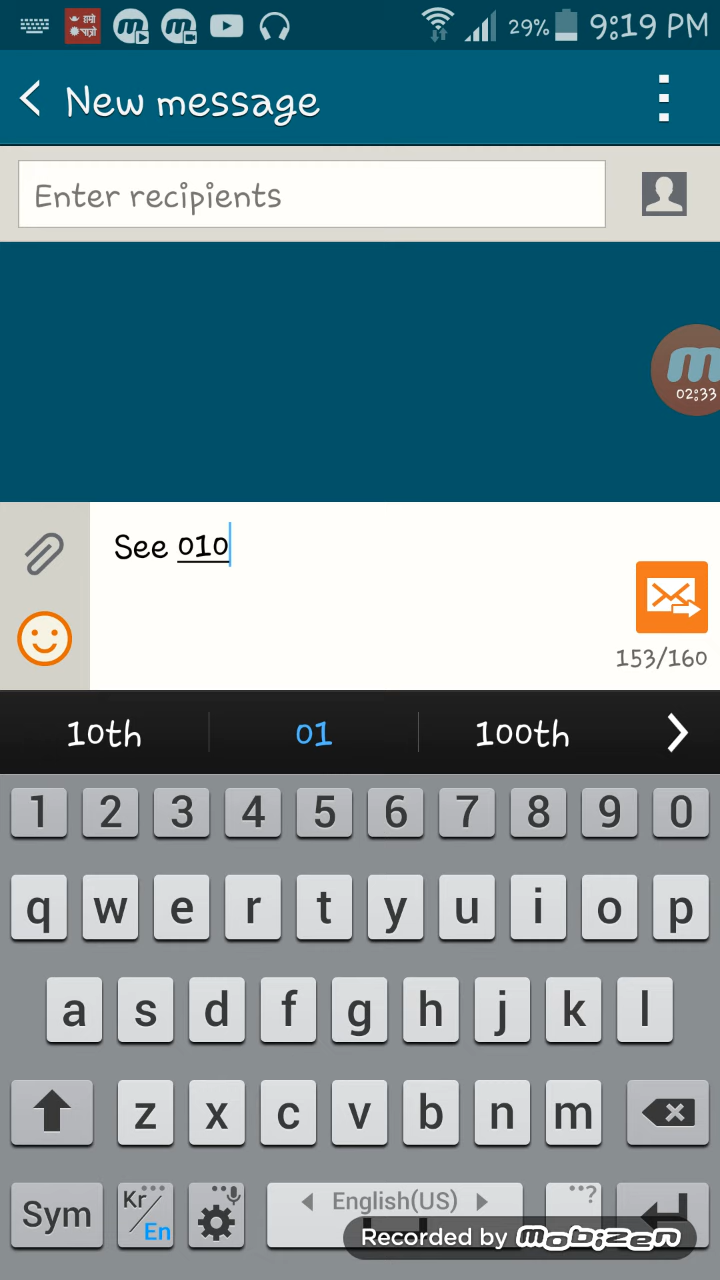 29% 9:19 PM
New message
Enter recipients
02:33
See 010
153/160
10th 01 100th
1 2 3 4 5 6 7 8 9 0
q w e r t y u i o p
a s d f g h j k l
z x c v b n m
Sym Kr/En English(US) ?
Recorded by mobizen